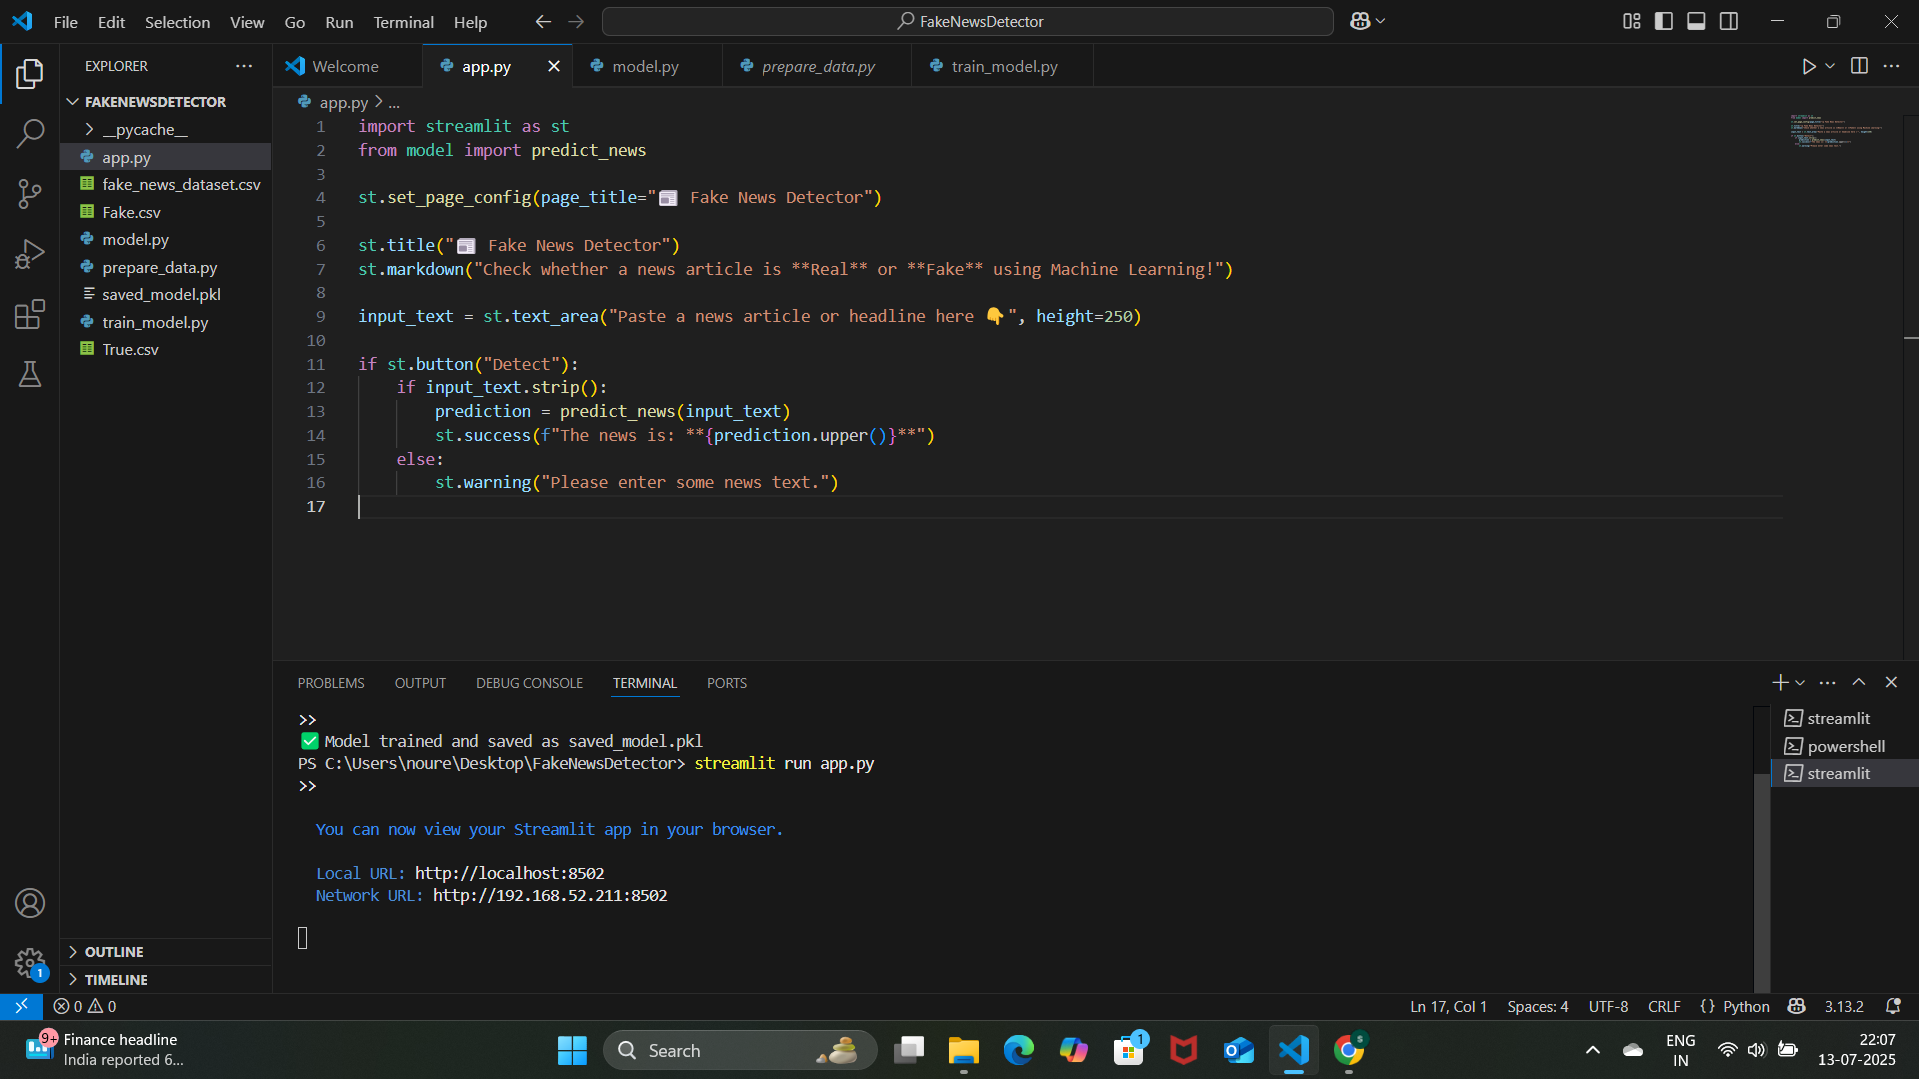 File Edit Selection View Go Run Terminal Help
FakeNewsDetector
EXPLORER
FAKENEWSDETECTOR
__pycache__
app.py
fake_news_dataset.csv
Fake.csv
model.py
prepare_data.py
saved_model.pkl
train_model.py
True.csv
OUTLINE
TIMELINE
Welcome app.py model.py prepare_data.py train_model.py
app.py > ...
1 import streamlit as st
2 from model import predict_news
3
4 st.set_page_config(page_title="📰 Fake News Detector")
5
6 st.title("📰 Fake News Detector")
7 st.markdown("Check whether a news article is **Real** or **Fake** using Machine Learning!")
8
9 input_text = st.text_area("Paste a news article or headline here 👇", height=250)
10
11 if st.button("Detect"):
12     if input_text.strip():
13         prediction = predict_news(input_text)
14         st.success(f"The news is: **{prediction.upper()}**")
15     else:
16         st.warning("Please enter some news text.")
17
PROBLEMS OUTPUT DEBUG CONSOLE TERMINAL PORTS
>>
✅ Model trained and saved as saved_model.pkl
PS C:\Users\noure\Desktop\FakeNewsDetector> streamlit run app.py
>>
You can now view your Streamlit app in your browser.
Local URL: http://localhost:8502
Network URL: http://192.168.52.211:8502
streamlit
powershell
streamlit
1
0 0
Ln 17, Col 1 Spaces: 4 UTF-8 CRLF {} Python 3.13.2
9+
Finance headline
India reported 6...
Search
1
S
ENG
IN
22:07
13-07-2025